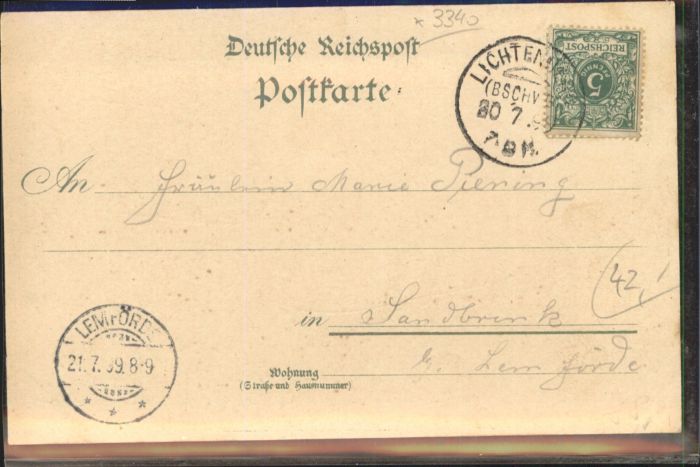 * 3340
Deutsche Reichspost
Postkarte
REICHSPOST
5
LICHTEN
(BSCHW
20 7
7-8 N.
An Fräulein Marie Piening
42,
in Sandbrink
b. Lemförde
LEMFÖRDE
21.7.99.8-9
* * *
Wohnung
(Straße und Hausnummer)